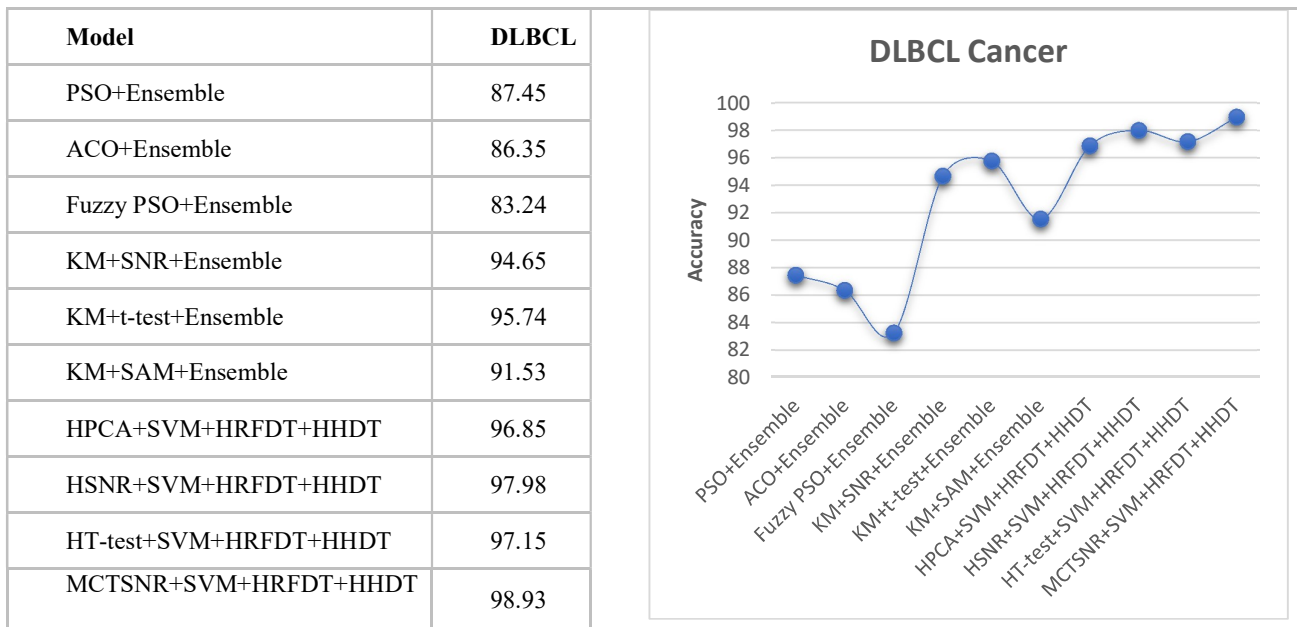 Model DLBCL
PSO+Ensemble 87.45
ACO+Ensemble 86.35
Fuzzy PSO+Ensemble 83.24
KM+SNR+Ensemble 94.65
KM+t-test+Ensemble 95.74
KM+SAM+Ensemble 91.53
HPCA+SVM+HRFDT+HHDT 96.85
HSNR+SVM+HRFDT+HHDT 97.98
HT-test+SVM+HRFDT+HHDT 97.15
MCTSNR+SVM+HRFDT+HHDT 98.93
DLBCL Cancer
Accuracy
100
98
96
94
92
90
88
86
84
82
80
PSO+Ensemble
ACO+Ensemble
Fuzzy PSO+Ensemble
KM+SNR+Ensemble
KM+t-test+Ensemble
KM+SAM+Ensemble
HPCA+SVM+HRFDT+HHDT
HSNR+SVM+HRFDT+HHDT
HT-test+SVM+HRFDT+HHDT
MCTSNR+SVM+HRFDT+HHDT